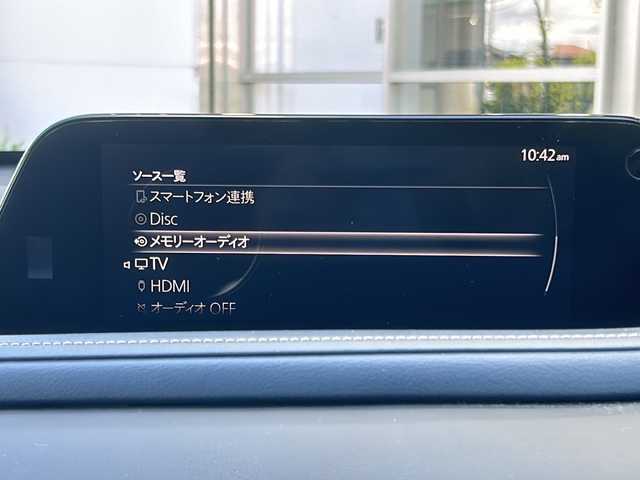 10:42am
ソース一覧
スマートフォン連携
Disc
メモリーオーディオ
TV
HDMI
オーディオ OFF